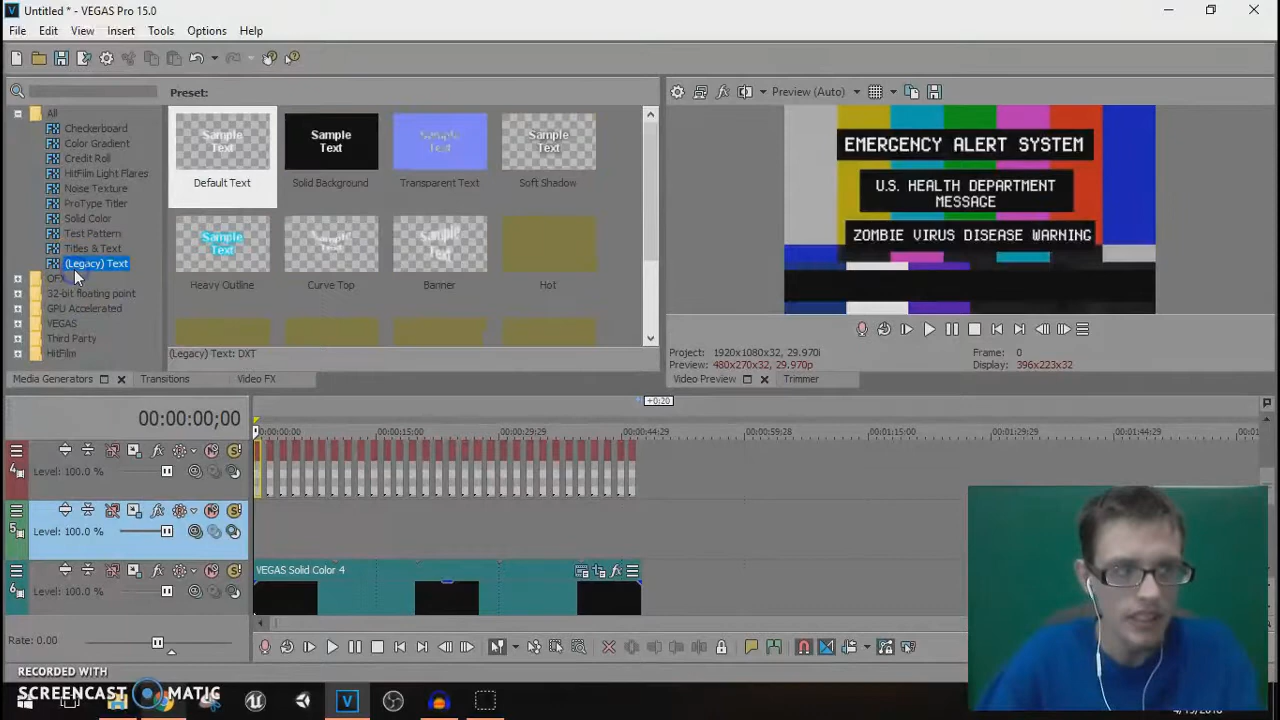 Untitled * - VEGAS Pro 15.0
File Edit View Insert Tools Options Help
Preset:
All
Checkerboard
Color Gradient
Credit Roll
HitFilm Light Flares
Noise Texture
ProType Titler
Solid Color
Test Pattern
Titles & Text
(Legacy) Text
32-bit floating point
GPU Accelerated
VEGAS
Third Party
HitFilm
Sample Text
Default Text
Sample Text
Solid Background
Transparent Text
Sample Text
Soft Shadow
Sample Text
Heavy Outline
Curve Top
Banner
Hot
(Legacy) Text: DXT
Media Generators
Transitions
Video FX
Preview (Auto)
EMERGENCY ALERT SYSTEM
U.S. HEALTH DEPARTMENT
MESSAGE
ZOMBIE VIRUS DISEASE WARNING
Project: 1920x1080x32, 29.970i
Frame: 0
Preview: 480x270x32, 29.970p
Display: 396x223x32
Video Preview
Trimmer
00:00:00;00
+0:20
00:00:15:00
00:00:29:29
00:00:44:29
00:00:59:28
00:01:15:00
00:01:29:29
00:01:44:29
4
Level: 100.0 %
5
Level: 100.0 %
6
Level: 100.0 %
VEGAS Solid Color 4
Rate: 0.00
RECORDED WITH
SCREENCAST MATIC